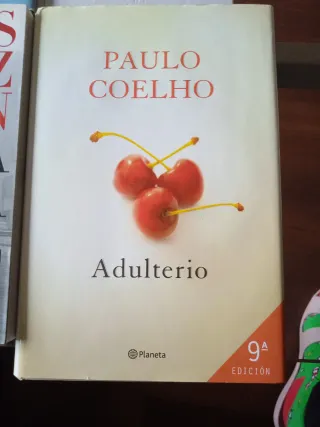 PAULO
COELHO
Adulterio
Planeta
9ª
EDICIÓN
S
Z
N